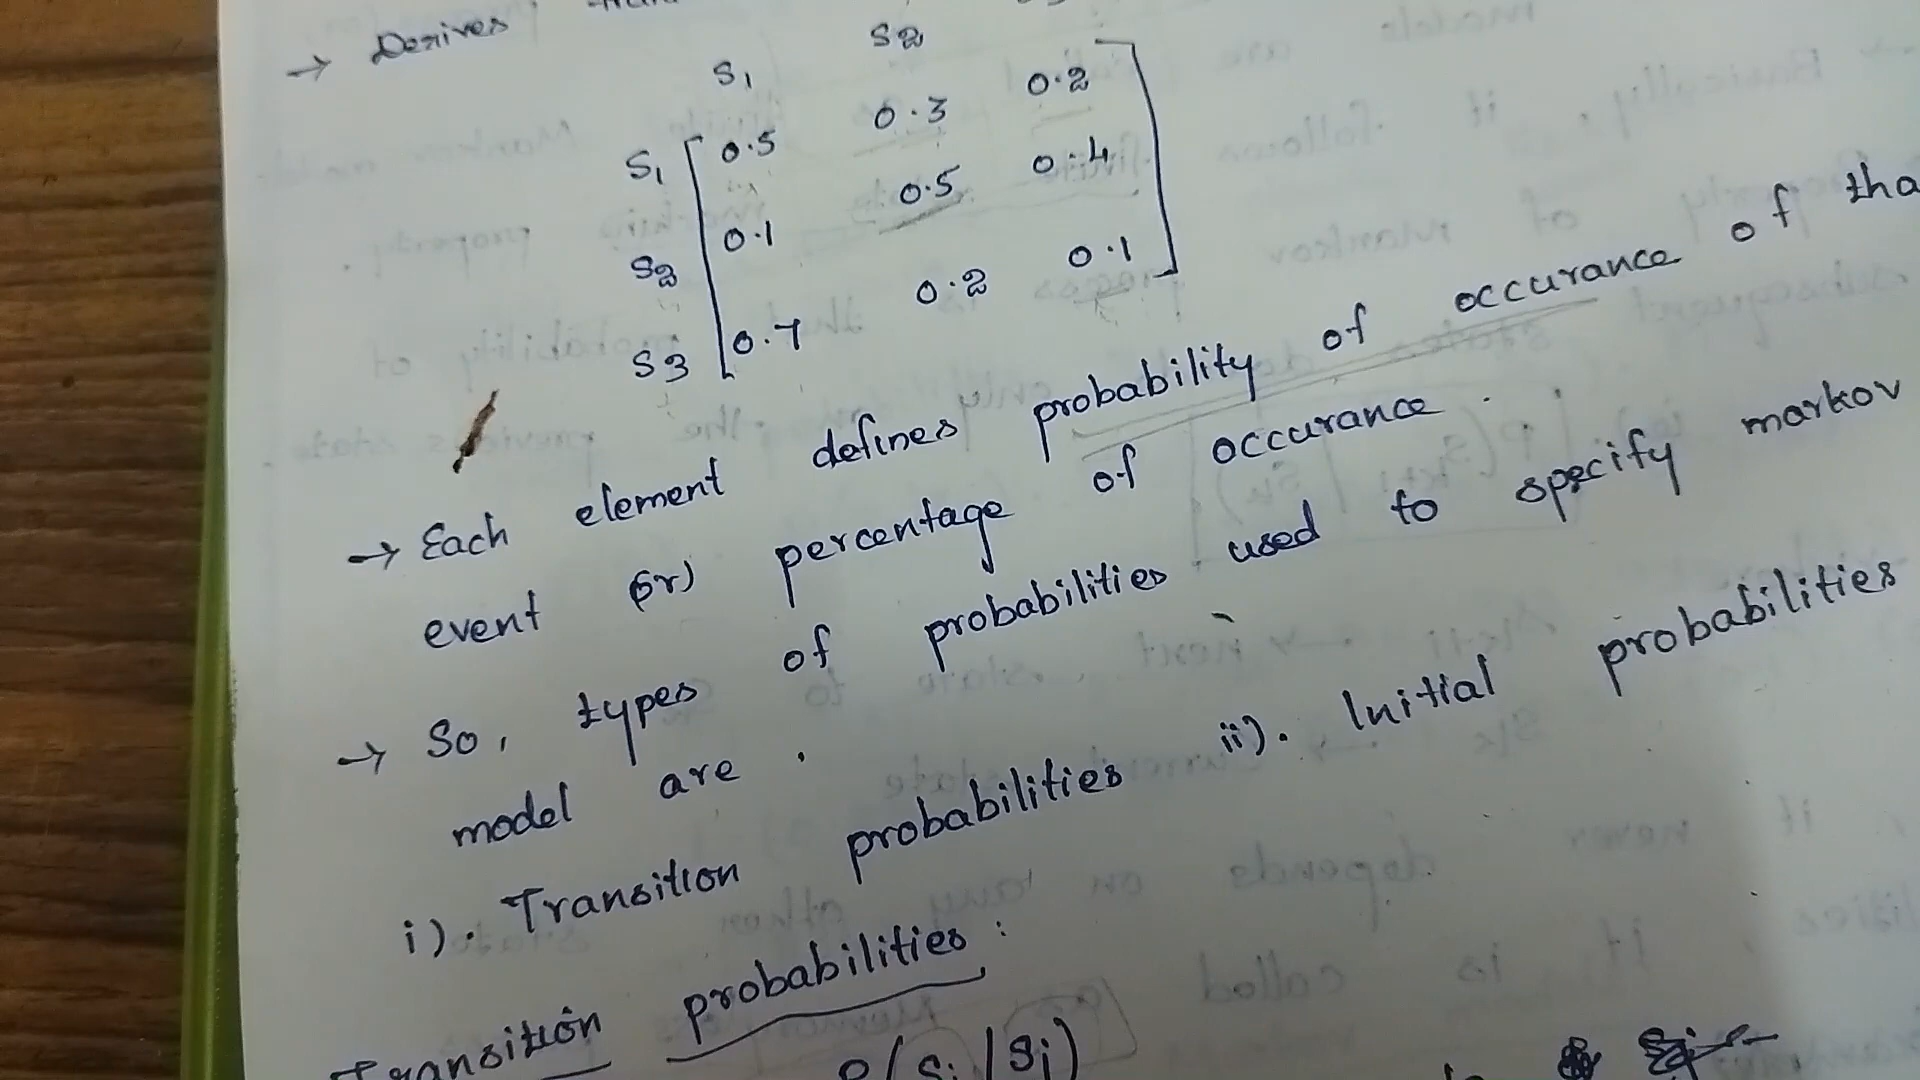 → Derives
S1 S2
S1 0.5 0.3 0.2
S2 0.1 0.5 0.4
S3 0.7 0.2 0.1
→ Each element defines probability of occurance of tha
event (or) percentage of occurance.
→ So, types of probabilities used to specify markov
model are.
i). Transition probabilities ii). Initial probabilities
Transition probabilities:
P(Si/Sj)